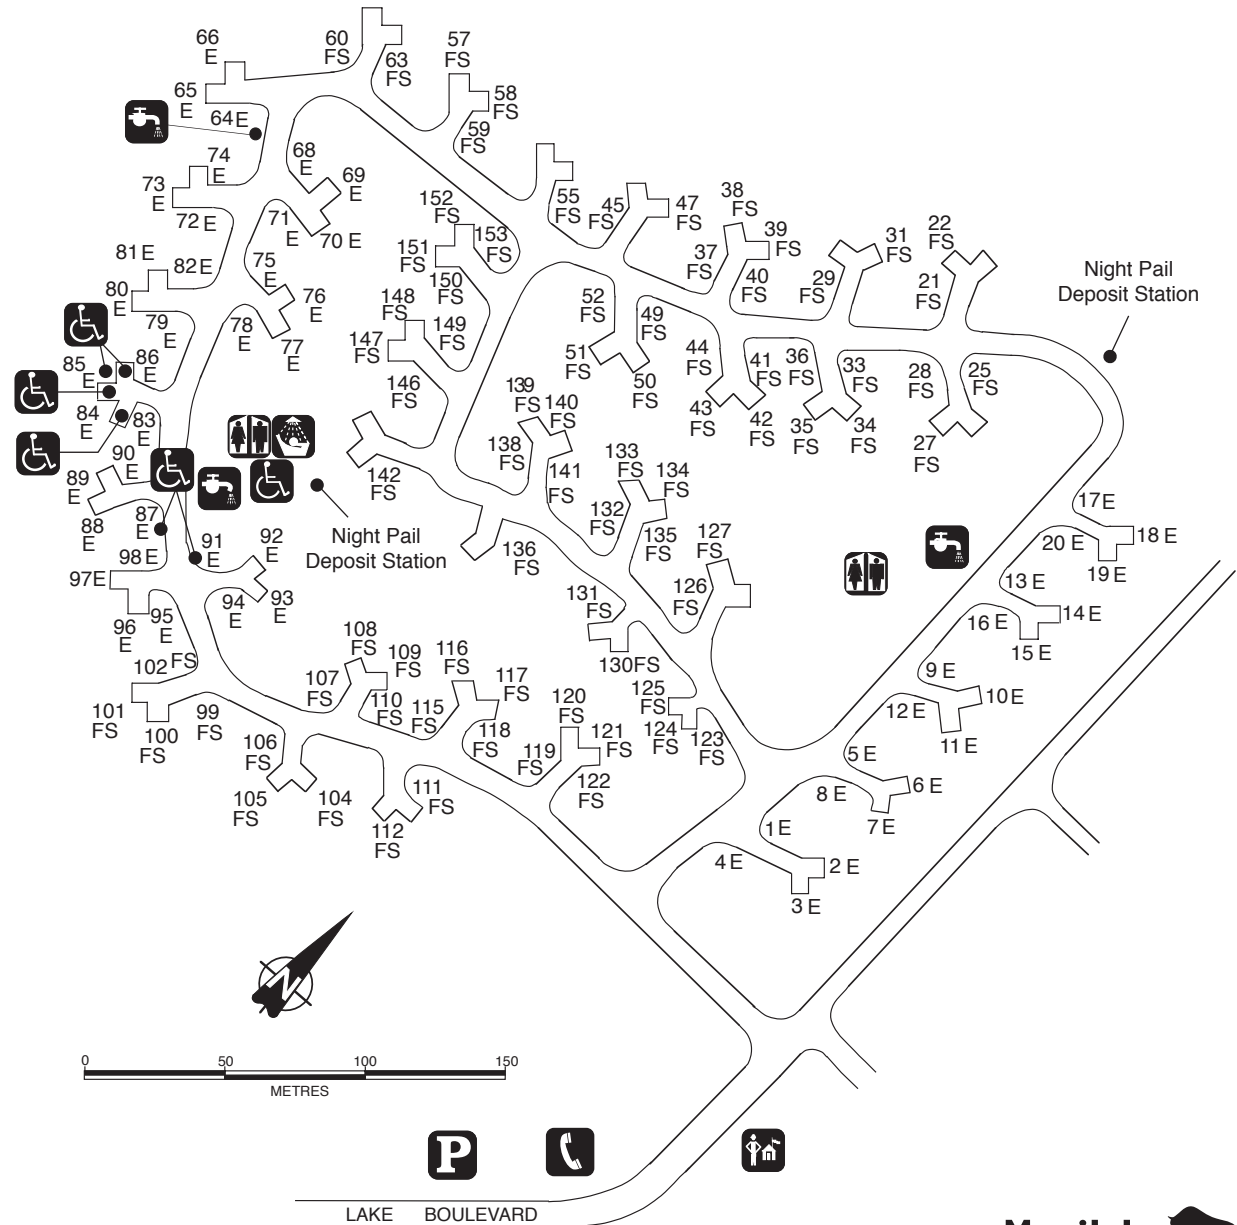 66
E
65
E
64 E
60
FS
63
FS
57
FS
58
FS
59
FS
74
E
73
E
72 E
68
E
69
E
71
E
70 E
55
FS
45
FS
47
FS
38
FS
39
FS
37
FS
40
FS
31
FS
29
FS
22
FS
21
FS
Night Pail
Deposit Station
81 E
82 E
80
E
79
E
75
E
76
E
78
E
77
E
152
FS
153
FS
151
FS
150
FS
148
FS
149
FS
147
FS
146
FS
52
FS
49
FS
51
FS
50
FS
44
FS
41
FS
43
FS
42
FS
36
FS
33
FS
35
FS
34
FS
28
FS
25
FS
27
FS
85
E
86
E
84
E
83
E
90
E
89
E
88
E
87
E
139
FS
140
FS
138
FS
141
FS
142
FS
136
FS
133
FS
134
FS
132
FS
135
FS
127
FS
126
FS
Night Pail
Deposit Station
91
E
92
E
93
E
94
E
98 E
97 E
96
E
95
E
17 E
18 E
20 E
19 E
13 E
14 E
16 E
15 E
9 E
10 E
12 E
11 E
5 E
6 E
8 E
7 E
1 E
2 E
4 E
3 E
131
FS
130 FS
125
FS
124
FS
123
FS
102 FS
101
FS
100
FS
99
FS
108
FS
109
FS
107
FS
110
FS
116
FS
117
FS
115
FS
118
FS
120
FS
121
FS
119
FS
122
FS
106
FS
105
FS
104
FS
111
FS
112
FS
N
0 50 100 150
METRES
P
LAKE BOULEVARD